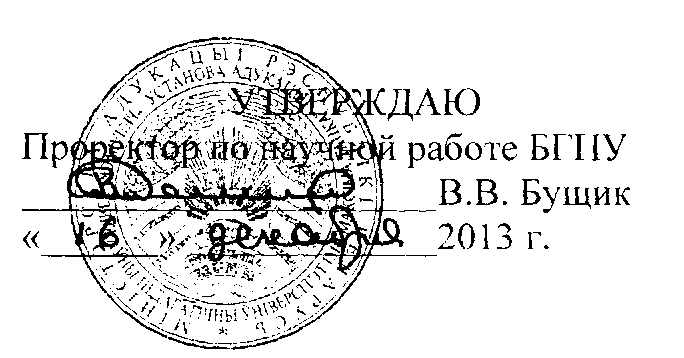 УТВЕРЖДАЮ
Проректор по научной работе БГПУ
В.В. Бущик
« 16 » декабря 2013 г.